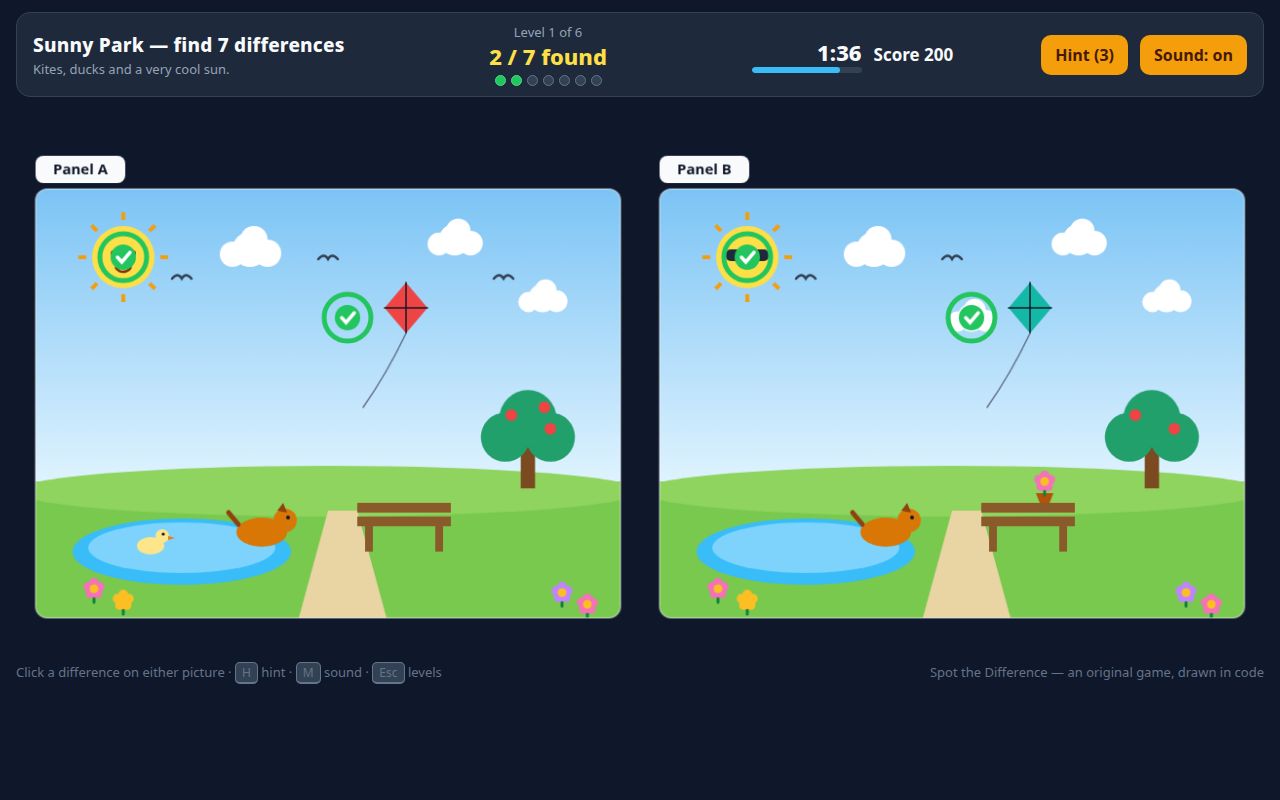 Sunny Park — find 7 differences
Kites, ducks and a very cool sun.
Level 1 of 6
2 / 7 found
1:36
Score 200
Hint (3)
Sound: on
Panel A
Panel B
Click a difference on either picture · H hint · M sound · Esc levels
Spot the Difference — an original game, drawn in code